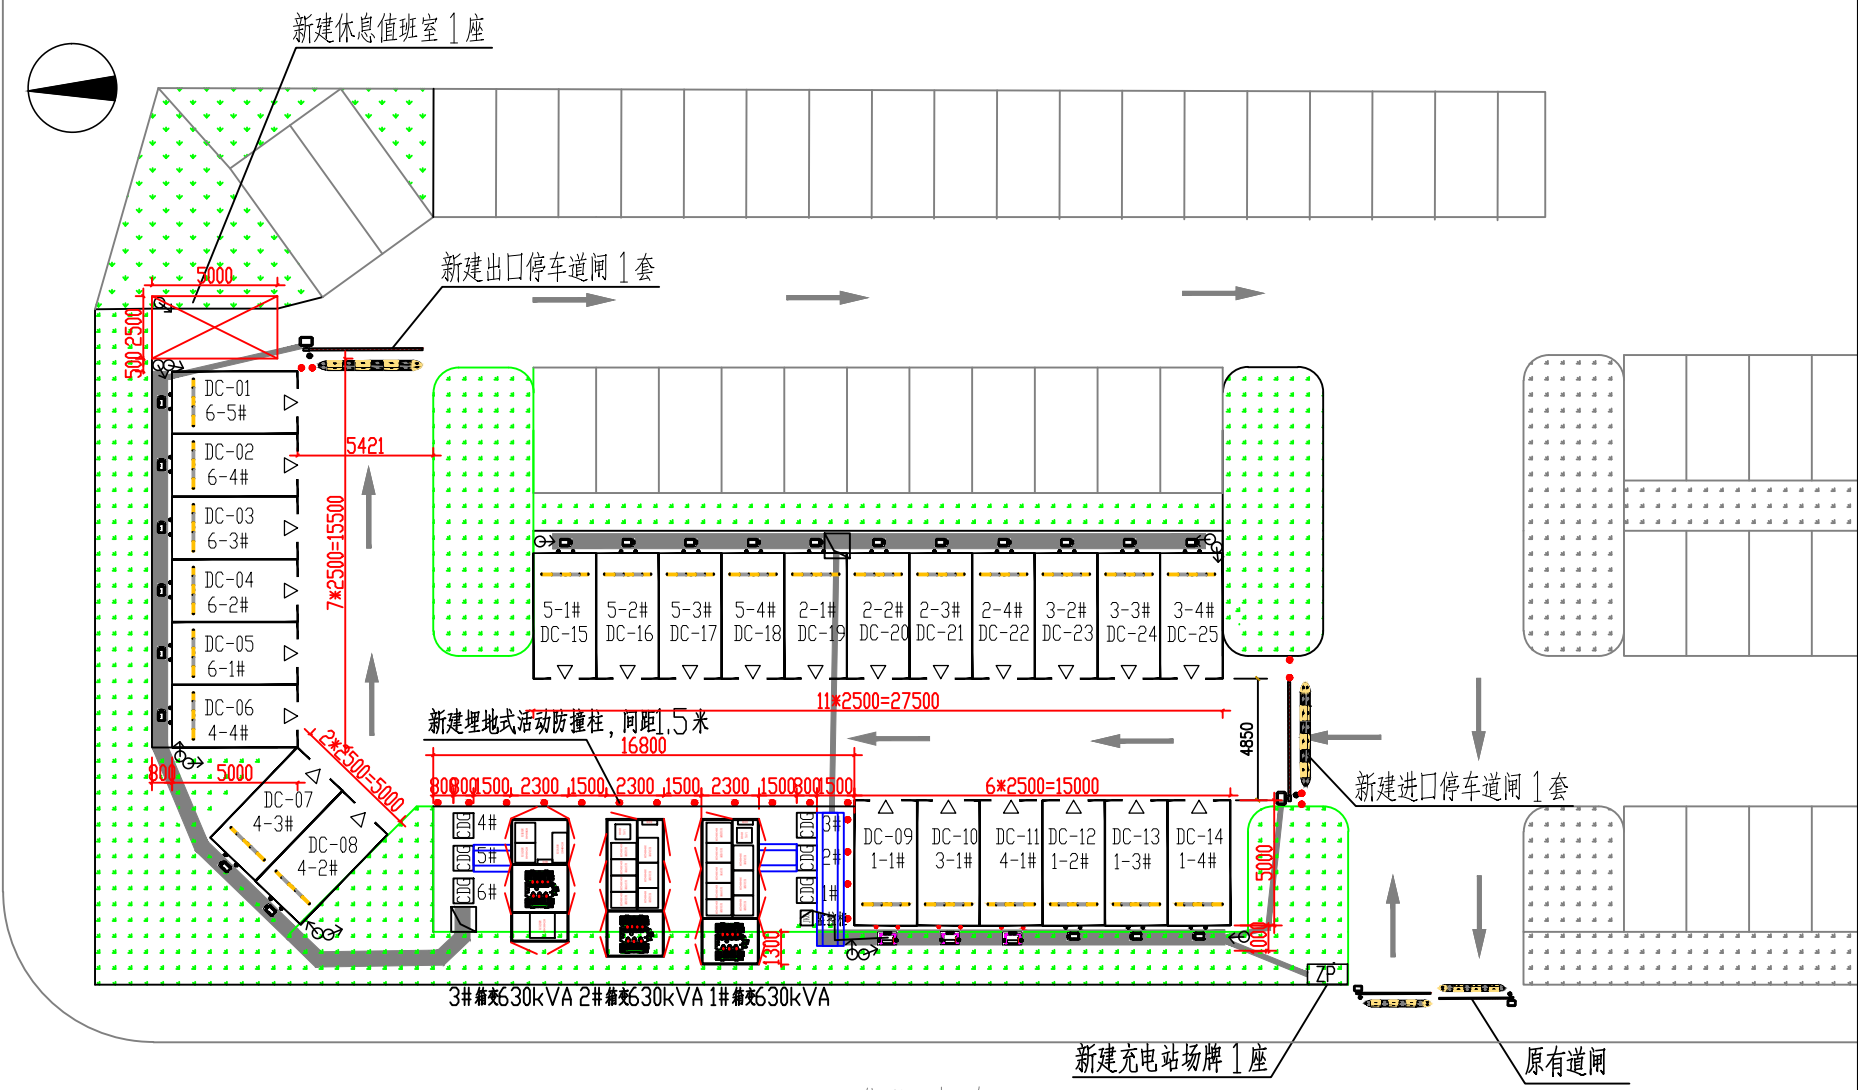 新建休息值班室 1 座
新建出口停车道闸 1 套
5000
2500
500
DC-01
6-5#
DC-02
6-4#
DC-03
6-3#
DC-04
6-2#
DC-05
6-1#
DC-06
4-4#
5421
7*2500=15500
5-1#
DC-15
5-2#
DC-16
5-3#
DC-17
5-4#
DC-18
2-1#
DC-19
2-2#
DC-20
2-3#
DC-21
2-4#
DC-22
3-2#
DC-23
3-3#
DC-24
3-4#
DC-25
11*2500=27500
新建埋地式活动防撞柱，间距1.5 米
16800
4850
新建进口停车道闸 1 套
800
5000
2*2500=5000
DC-07
4-3#
DC-08
4-2#
800 800 1500 2300 1500 2300 1500 2300 1500 800 1500
6*2500=15000
CDG 4#
CDG 5#
CDG 6#
CDG 3#
CDG 2#
CDG 1#
DC-09
1-1#
DC-10
3-1#
DC-11
4-1#
DC-12
1-2#
DC-13
1-3#
DC-14
1-4#
5000
1000
1300
ZP
3#箱变630kVA 2#箱变630kVA 1#箱变630kVA
新建充电站场牌 1 座
原有道闸